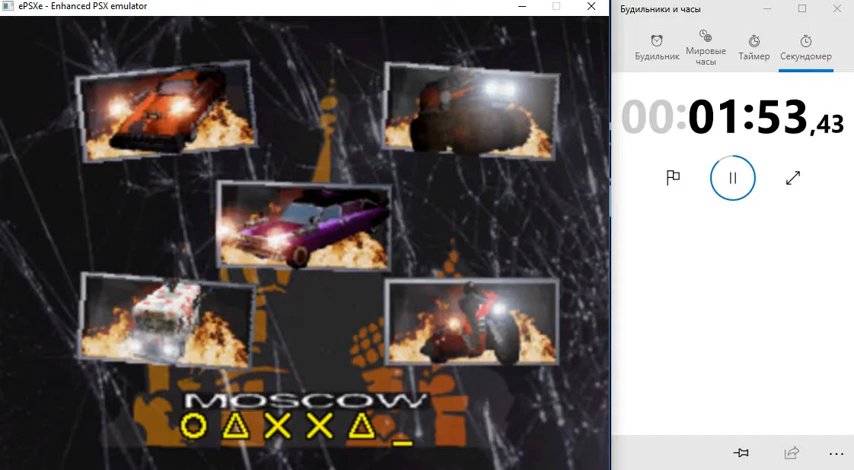 ePSXe - Enhanced PSX emulator
MOSCOW
Будильники и часы
Будильник
Мировые часы
Таймер
Секундомер
00:01:53,43